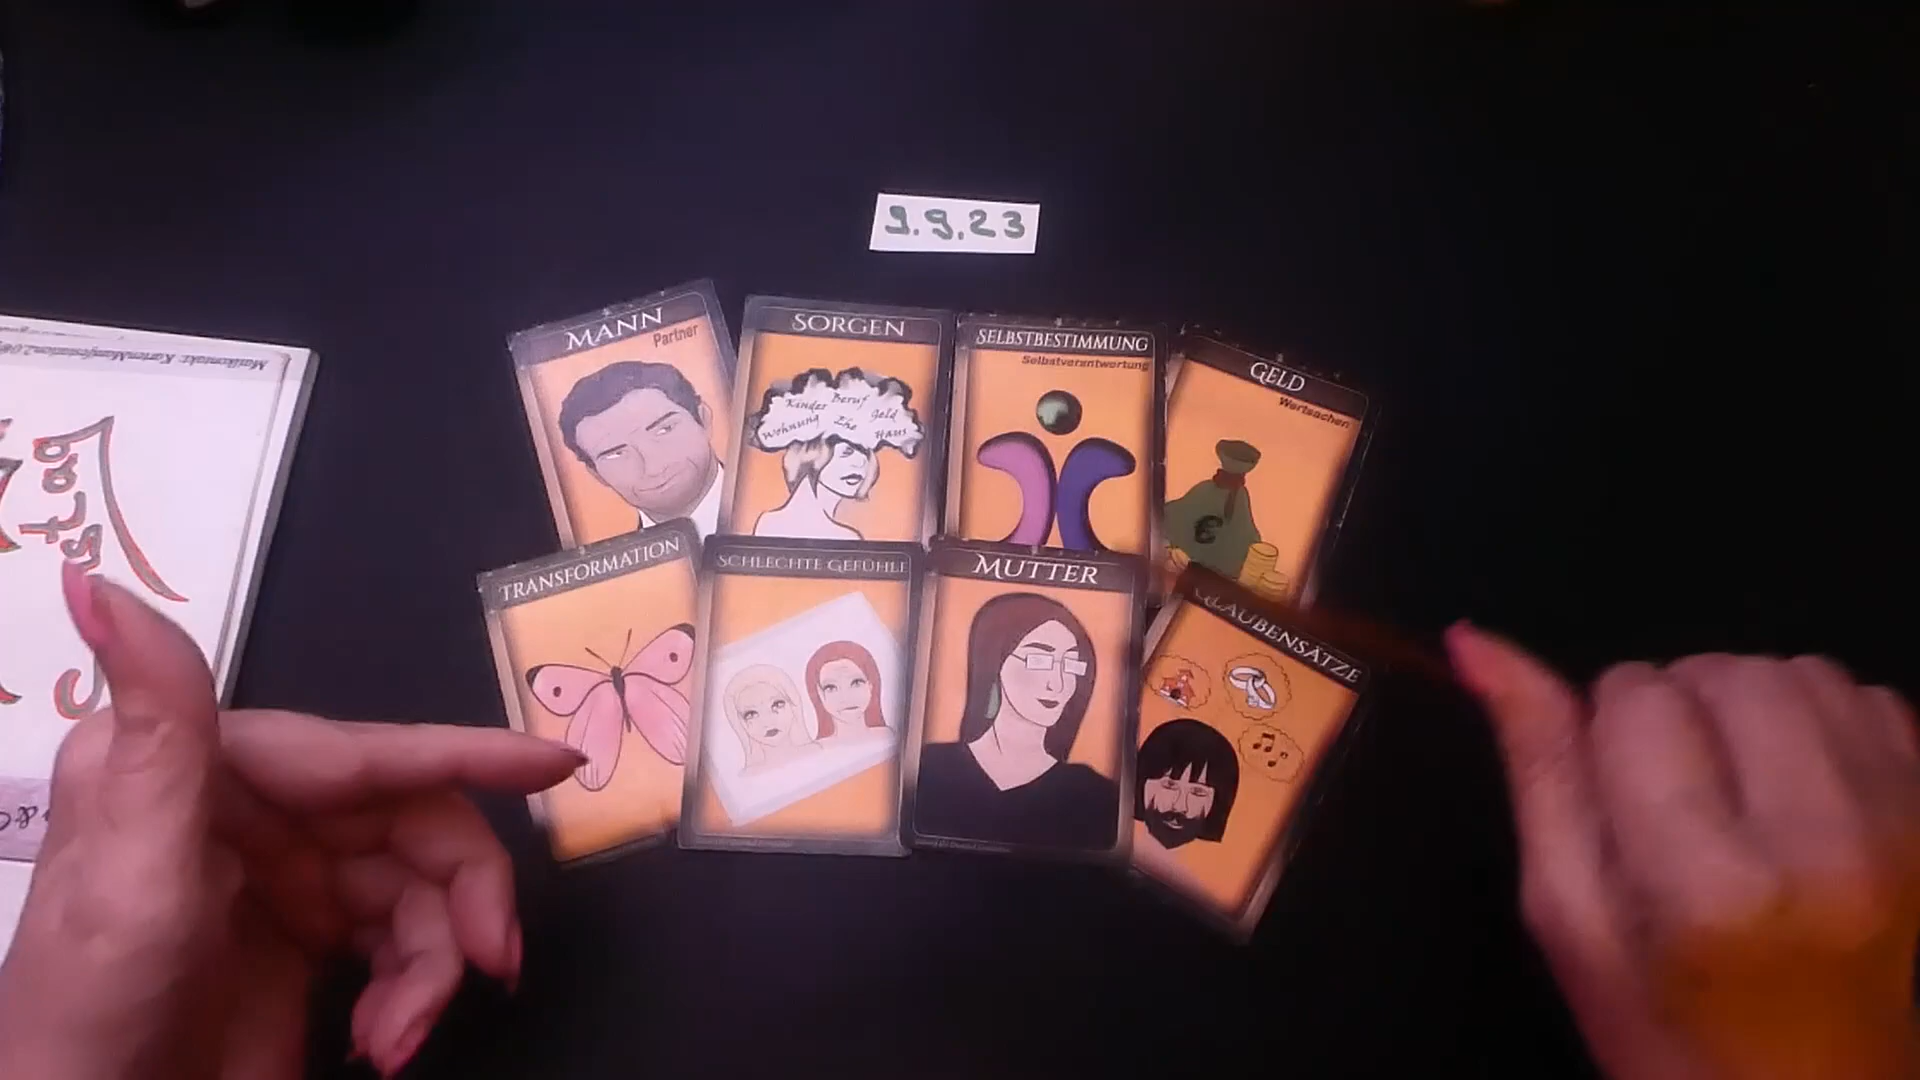 9.9.23
MANN
Partner
SORGEN
Kinder Beruf Geld
Wohnung Ehe Haus
SELBSTBESTIMMUNG
Selbstverantwortung
GELD
Wertsachen
€
TRANSFORMATION
SCHLECHTE GEFÜHLE
MUTTER
GLAUBENSÄTZE